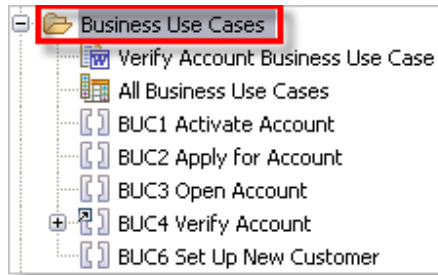 Business Use Cases
Verify Account Business Use Case
All Business Use Cases
BUC1 Activate Account
BUC2 Apply for Account
BUC3 Open Account
BUC4 Verify Account
BUC6 Set Up New Customer